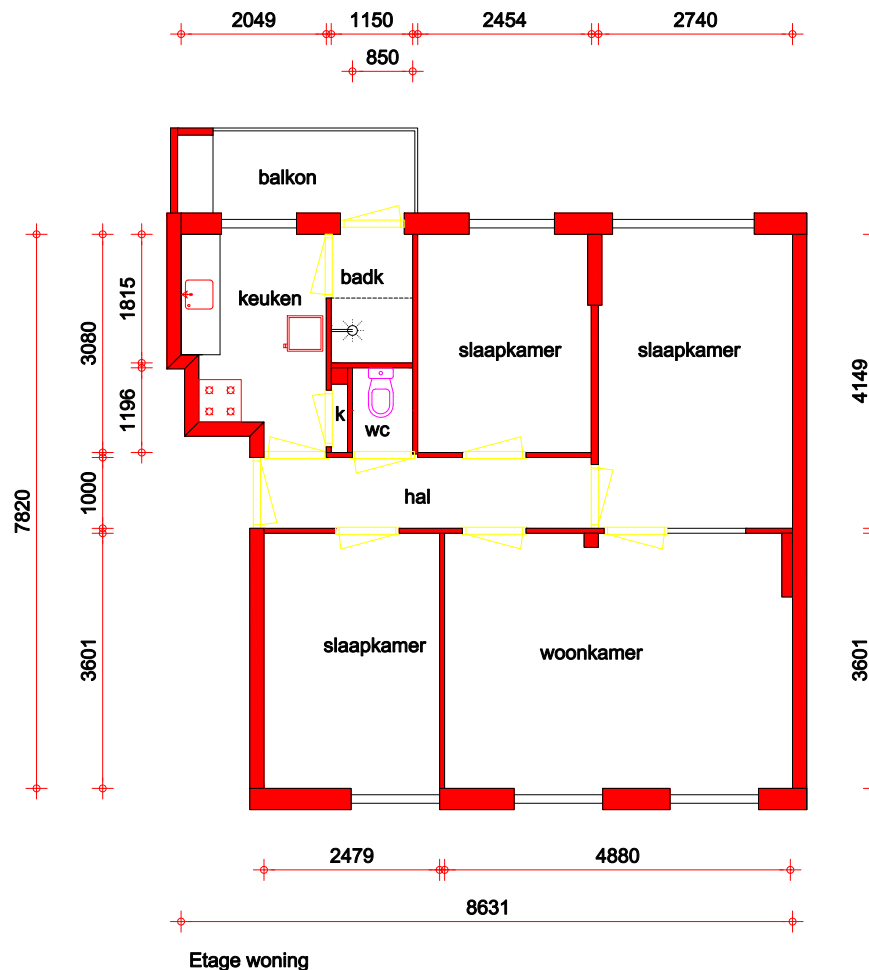 2049 1150 2454 2740
850
balkon
badk
keuken
slaapkamer slaapkamer
k
wc
hal
slaapkamer
woonkamer
1815
3080
1196
1000
7820
3601
4149
3601
2479 4880
8631
Etage woning